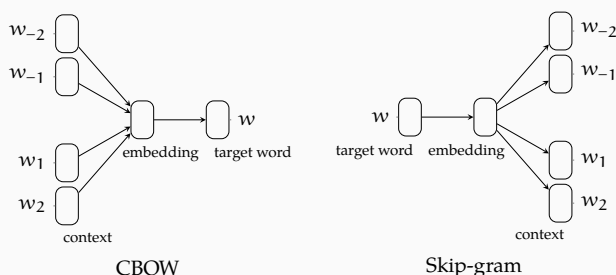 w₋₂
w₋₁
w₁
w₂
context
embedding
w
target word
CBOW
w
target word
embedding
w₋₂
w₋₁
w₁
w₂
context
Skip-gram